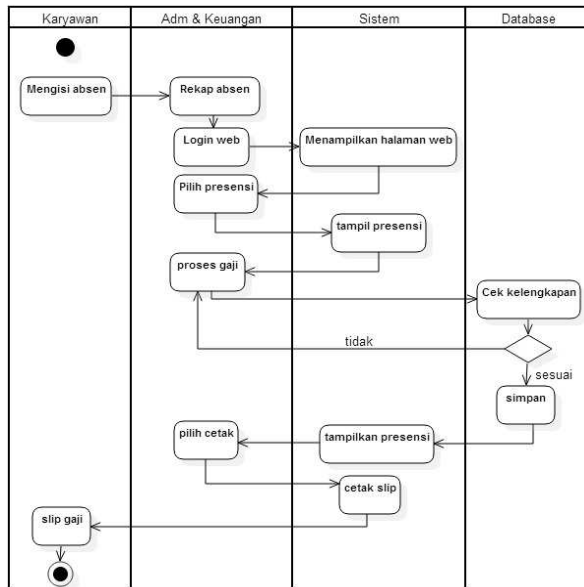 Karyawan
Adm & Keuangan
Sistem
Database
Mengisi absen
Rekap absen
Login web
Menampilkan halaman web
Pilih presensi
tampil presensi
proses gaji
Cek kelengkapan
tidak
sesuai
simpan
pilih cetak
tampilkan presensi
cetak slip
slip gaji